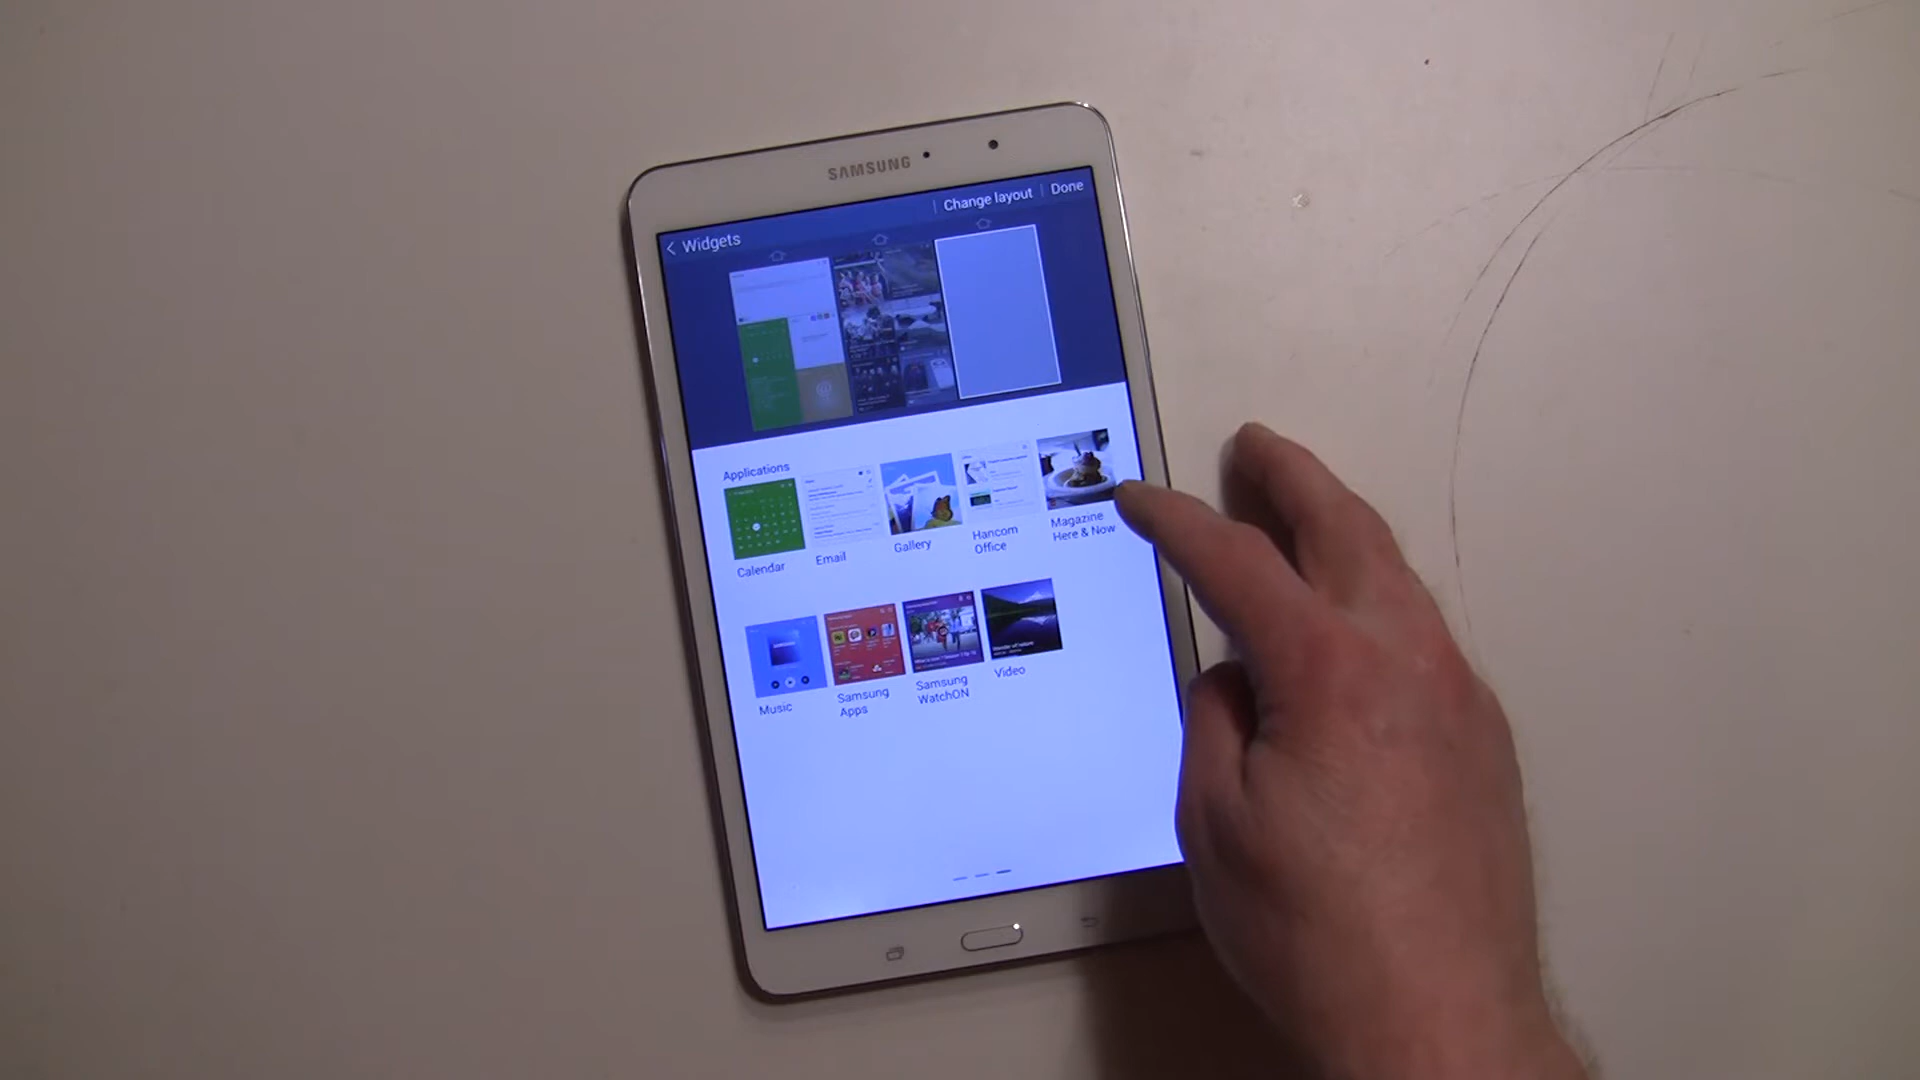 SAMSUNG
Change layout
Done
Widgets
Applications
Calendar
Email
Gallery
Hancom
Office
Magazine
Here & Now
Music
Samsung
Apps
Samsung
WatchON
Video